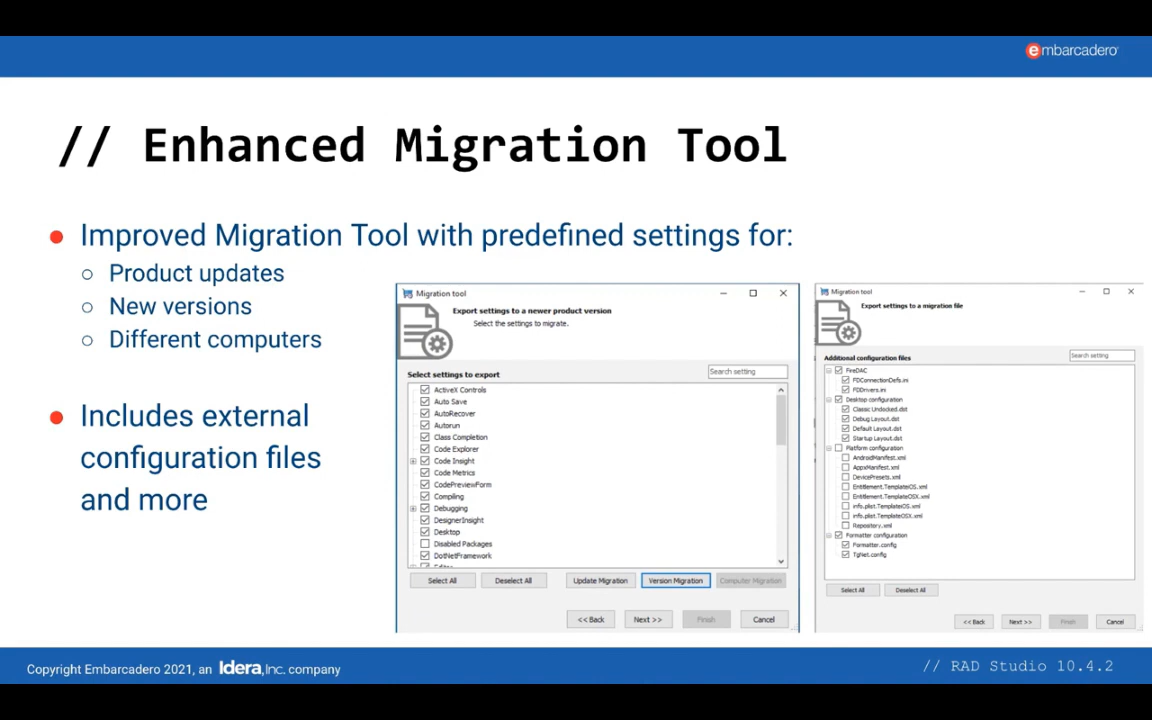 embarcadero
// Enhanced Migration Tool
Improved Migration Tool with predefined settings for:
Product updates
New versions
Different computers
Includes external
configuration files
and more
Migration tool
Export settings to a newer product version
Select the settings to migrate.
Select settings to export
Search setting
ActiveX Controls
Auto Save
AutoRecover
Autorun
Class Completion
Code Explorer
Code Insight
Code Metrics
CodePreviewForm
Compiling
Debugging
DesignerInsight
Desktop
Disabled Packages
DotNetFramework
Editor
Select All
Deselect All
Update Migration
Version Migration
Computer Migration
<< Back
Next >>
Finish
Cancel
Migration tool
Export settings to a migration file
Additional configuration files
Search setting
FireDAC
FDConnectionDefs.ini
FDDrivers.ini
Desktop configuration
Classic Undocked.dst
Debug Layout.dst
Default Layout.dst
Startup Layout.dst
Platform configuration
AndroidManifest.xml
AppxManifest.xml
DevicePresets.xml
Entitlement.TemplateiOS.xml
Entitlement.TemplateOSX.xml
info.plist.TemplateiOS.xml
info.plist.TemplateOSX.xml
Repository.xml
Formatter configuration
Formatter.config
TgNet.config
Select All
Deselect All
<< Back
Next >>
Finish
Cancel
Copyright Embarcadero 2021, an Idera, Inc. company
// RAD Studio 10.4.2